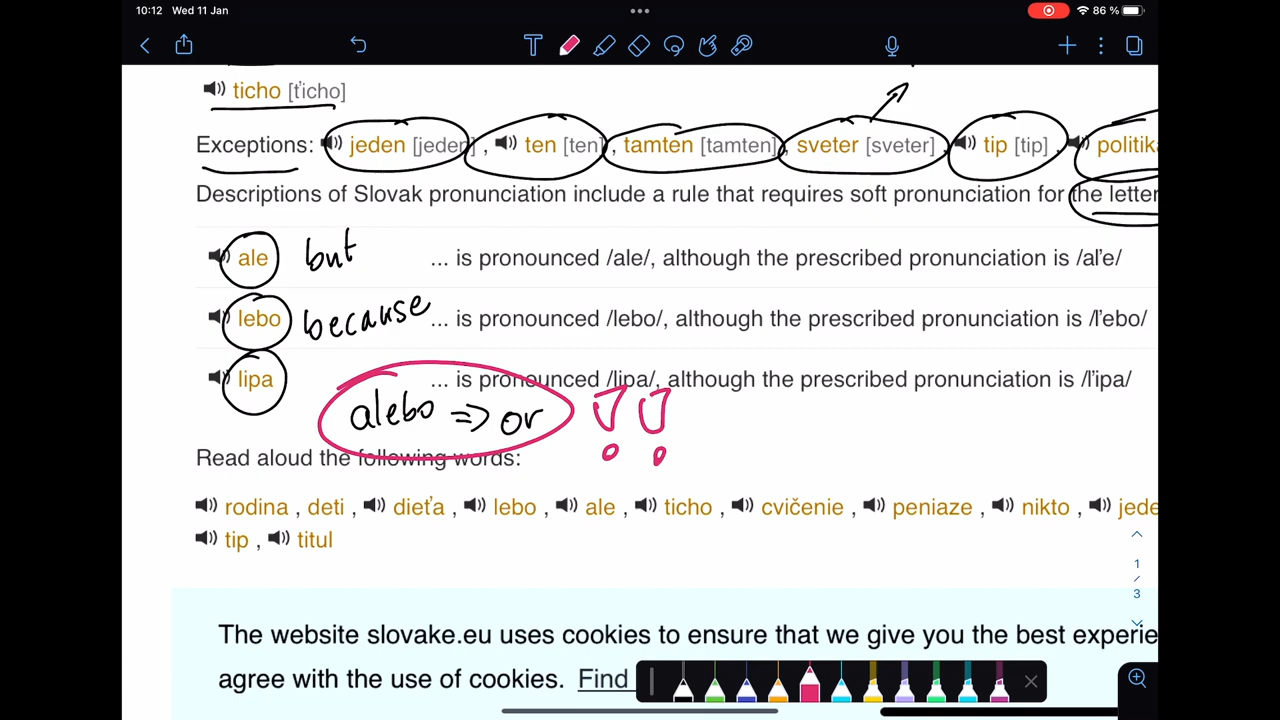 10:12 Wed 11 Jan
86 %
ticho [ťicho]
Exceptions: jeden [jeden] , ten [ten] , tamten [tamten] , sveter [sveter] , tip [tip] , politika
Descriptions of Slovak pronunciation include a rule that requires soft pronunciation for the letter
ale but ... is pronounced /ale/, although the prescribed pronunciation is /aľe/
lebo because ... is pronounced /lebo/, although the prescribed pronunciation is /ľebo/
lipa ... is pronounced /lipa/, although the prescribed pronunciation is /ľipa/
alebo => or !!
Read aloud the following words:
rodina , deti , dieťa , lebo , ale , ticho , cvičenie , peniaze , nikto , jede
tip , titul
1
/
3
The website slovake.eu uses cookies to ensure that we give you the best experie
agree with the use of cookies. Find